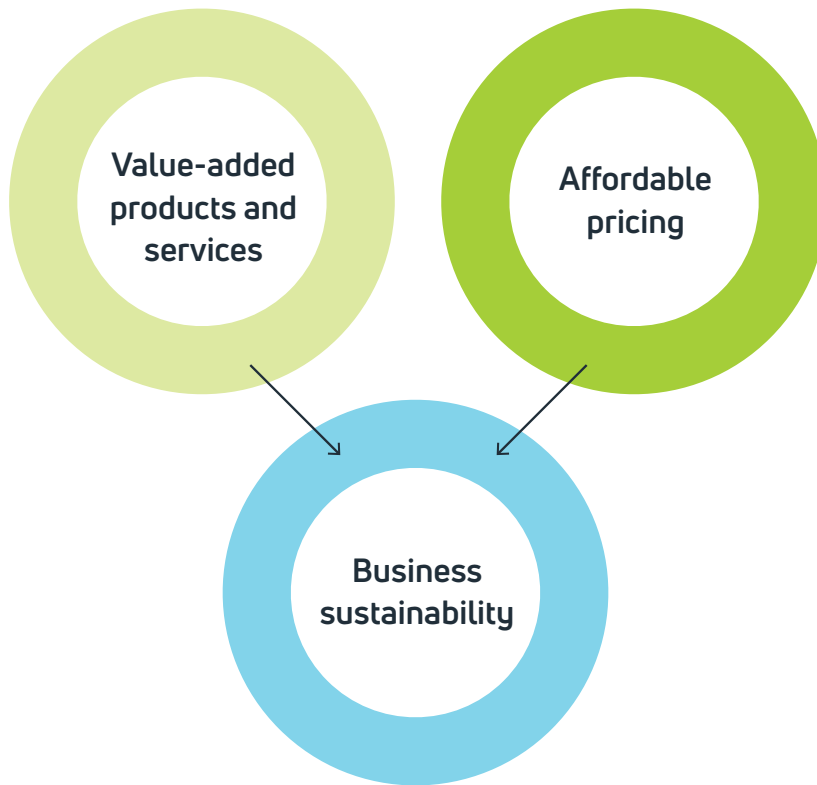 Value-added
products and
services
Affordable
pricing
Business
sustainability